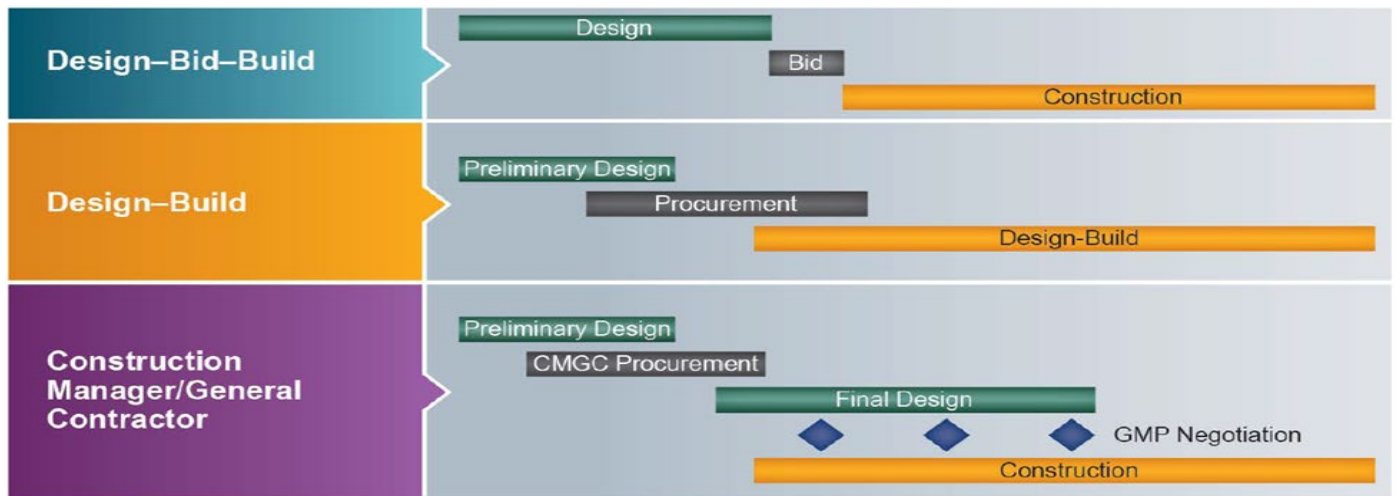 Design–Bid–Build
Design
Bid
Construction
Design–Build
Preliminary Design
Procurement
Design-Build
Construction
Manager/General
Contractor
Preliminary Design
CMGC Procurement
Final Design
GMP Negotiation
Construction